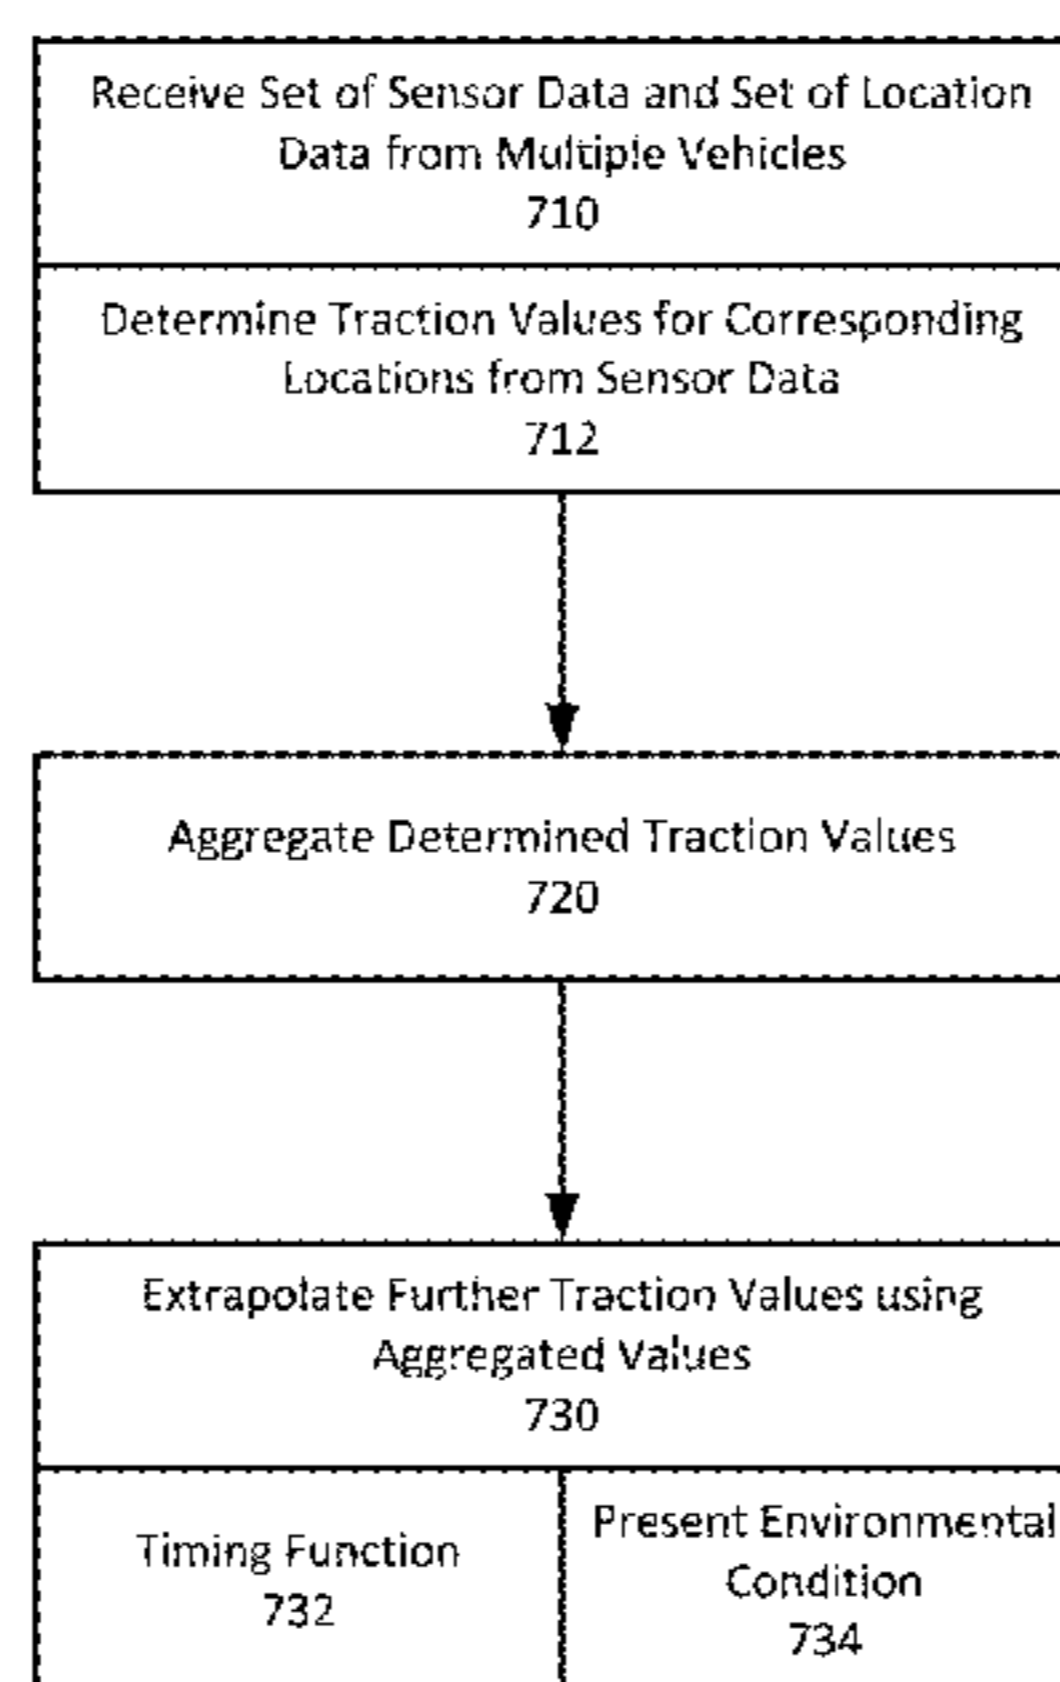 Receive Set of Sensor Data and Set of Location
Data from Multiple Vehicles
710
Determine Traction Values for Corresponding
Locations from Sensor Data
712
Aggregate Determined Traction Values
720
Extrapolate Further Traction Values using
Aggregated Values
730
Timing Function
732
Present Environmental
Condition
734